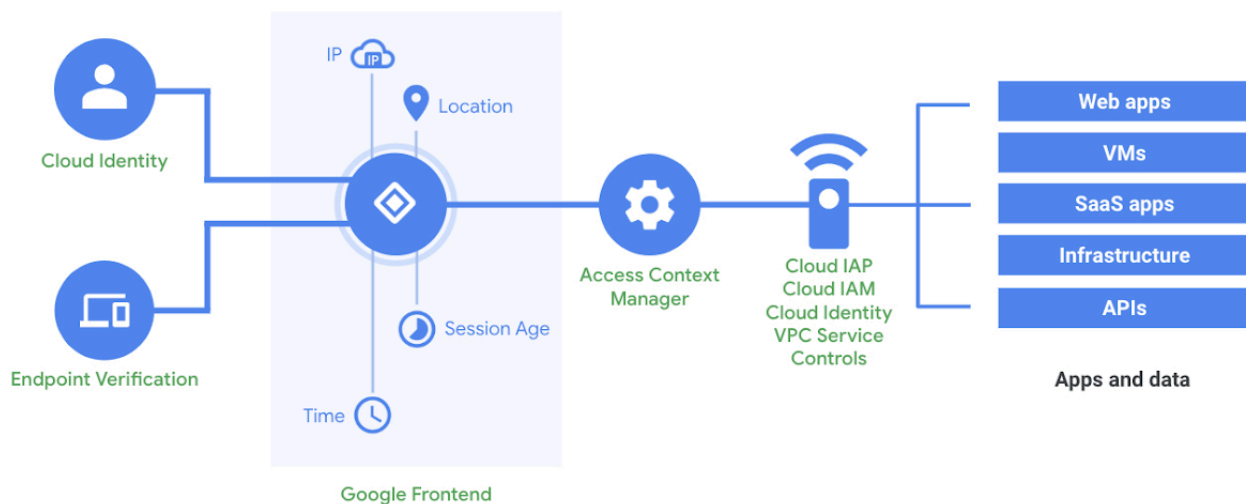 Cloud Identity
Endpoint Verification
IP
IP
Location
Session Age
Time
Google Frontend
Access Context
Manager
Cloud IAP
Cloud IAM
Cloud Identity
VPC Service
Controls
Web apps
VMs
SaaS apps
Infrastructure
APIs
Apps and data